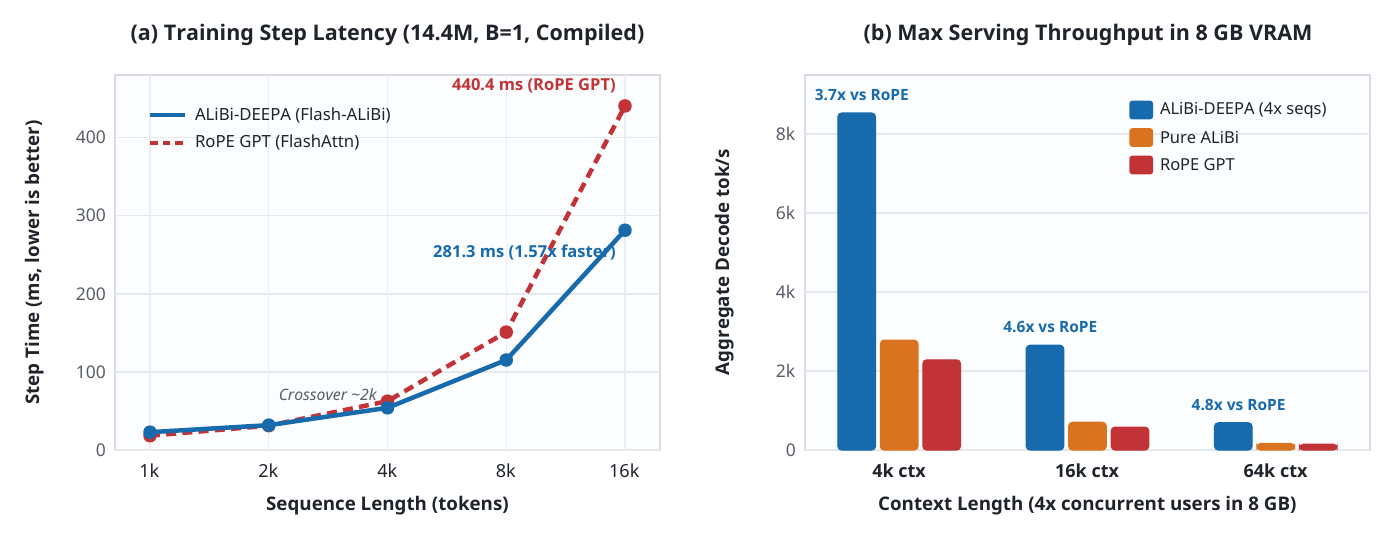 (a) Training Step Latency (14.4M, B=1, Compiled)
440.4 ms (RoPE GPT)
ALiBi-DEEPA (Flash-ALiBi)
RoPE GPT (FlashAttn)
281.3 ms (1.57x faster)
Crossover ~2k
Step Time (ms, lower is better)
400
300
200
100
0
1k
2k
4k
8k
16k
Sequence Length (tokens)
(b) Max Serving Throughput in 8 GB VRAM
3.7x vs RoPE
ALiBi-DEEPA (4x seqs)
Pure ALiBi
RoPE GPT
4.6x vs RoPE
4.8x vs RoPE
Aggregate Decode tok/s
8k
6k
4k
2k
0
4k ctx
16k ctx
64k ctx
Context Length (4x concurrent users in 8 GB)